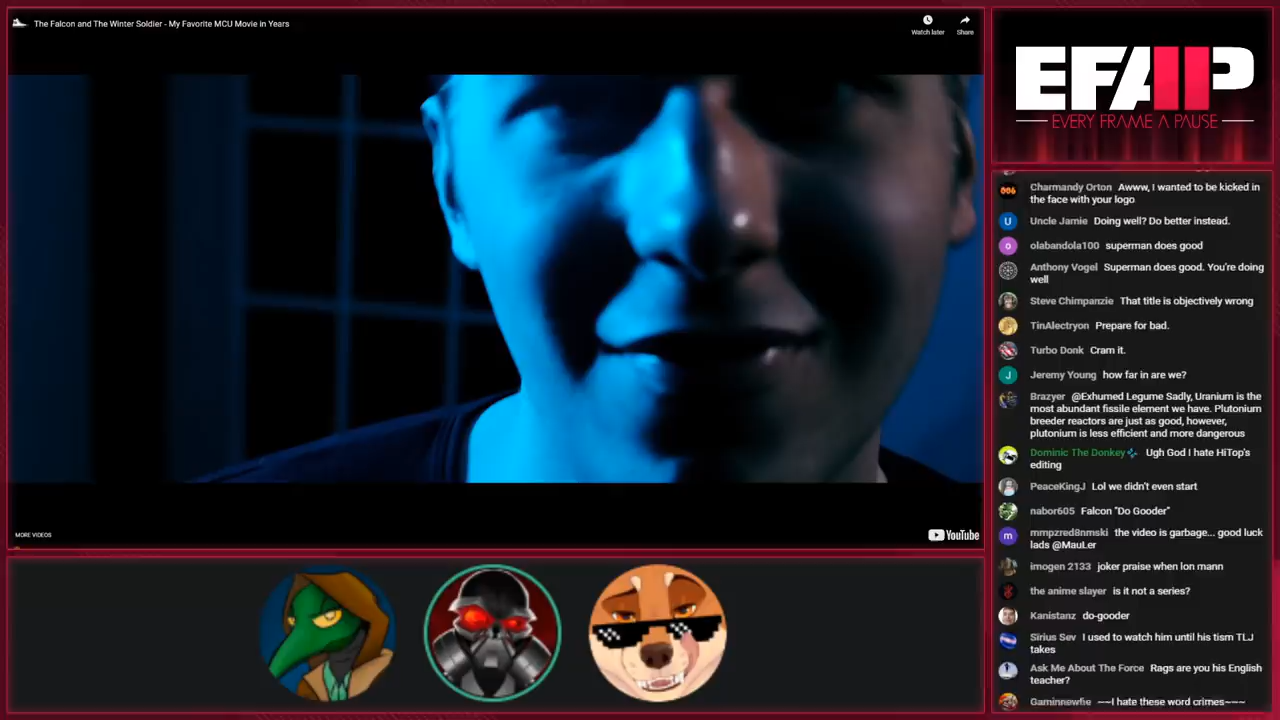 The Falcon and The Winter Soldier - My Favorite MCU Movie in Years
Watch later
Share
MORE VIDEOS
YouTube
EFAP
EVERY FRAME A PAUSE
Charmandy Orton Awww, I wanted to be kicked in
the face with your logo
U
Uncle Jamie Doing well? Do better instead.
o
olabandola100 superman does good
Anthony Vogel Superman does good. You're doing
well
Steve Chimpanzie That title is objectively wrong
TinAlectryon Prepare for bad.
Turbo Donk Cram it.
J
Jeremy Young how far in are we?
Brazyer @Exhumed Legume Sadly, Uranium is the
most abundant fissile element we have. Plutonium
breeder reactors are just as good, however,
plutonium is less efficient and more dangerous
Dominic The Donkey Ugh God I hate HiTop's
editing
PeaceKingJ Lol we didn't even start
nabor605 Falcon "Do Gooder"
m
mmpzred8nmski the video is garbage... good luck
lads @MauLer
imogen 2133 joker praise when lon mann
the anime slayer is it not a series?
Kanistanz do-gooder
Sirius Sev I used to watch him until his tism TLJ
takes
Ask Me About The Force Rags are you his English
teacher?
Gaminnewfie ~~I hate these word crimes~~~